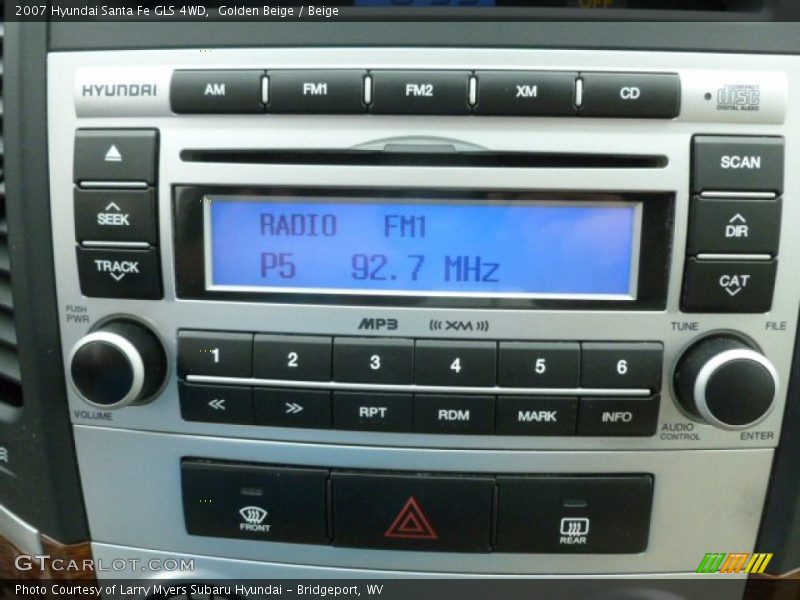 2007 Hyundai Santa Fe GLS 4WD,  Golden Beige / Beige
OFF
HYUNDAI
AM
FM1
FM2
XM
CD
COMPACT
disc
DIGITAL AUDIO
SEEK
TRACK
SCAN
DIR
CAT
RADIO FM1
P5 92.7 MHz
PUSH
PWR
VOLUME
MP3
((( XM )))
TUNE
FILE
1
2
3
4
5
6
<<
>>
RPT
RDM
MARK
INFO
AUDIO
CONTROL
ENTER
FRONT
REAR
GTCARLOT.COM
Photo Courtesy of Larry Myers Subaru Hyundai - Bridgeport, WV